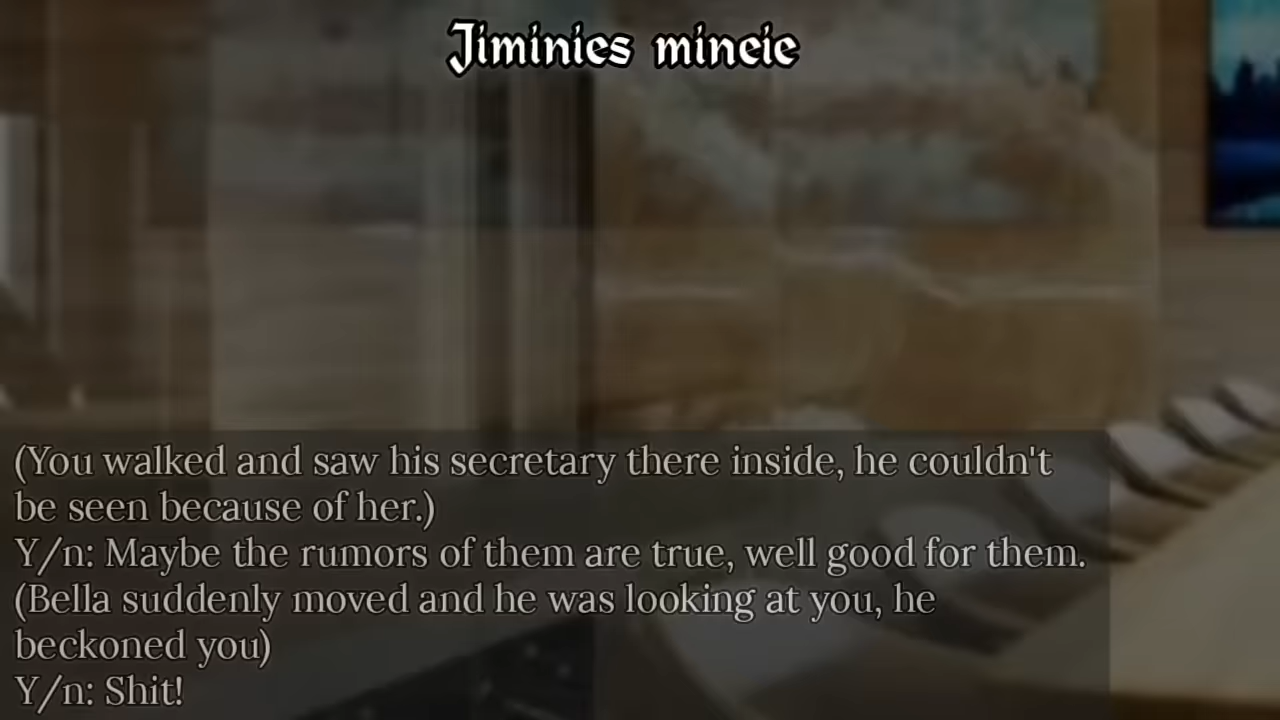 Jiminies mincie
(You walked and saw his secretary there inside, he couldn't
be seen because of her.)
Y/n: Maybe the rumors of them are true, well good for them.
(Bella suddenly moved and he was looking at you, he
beckoned you)
Y/n: Shit!